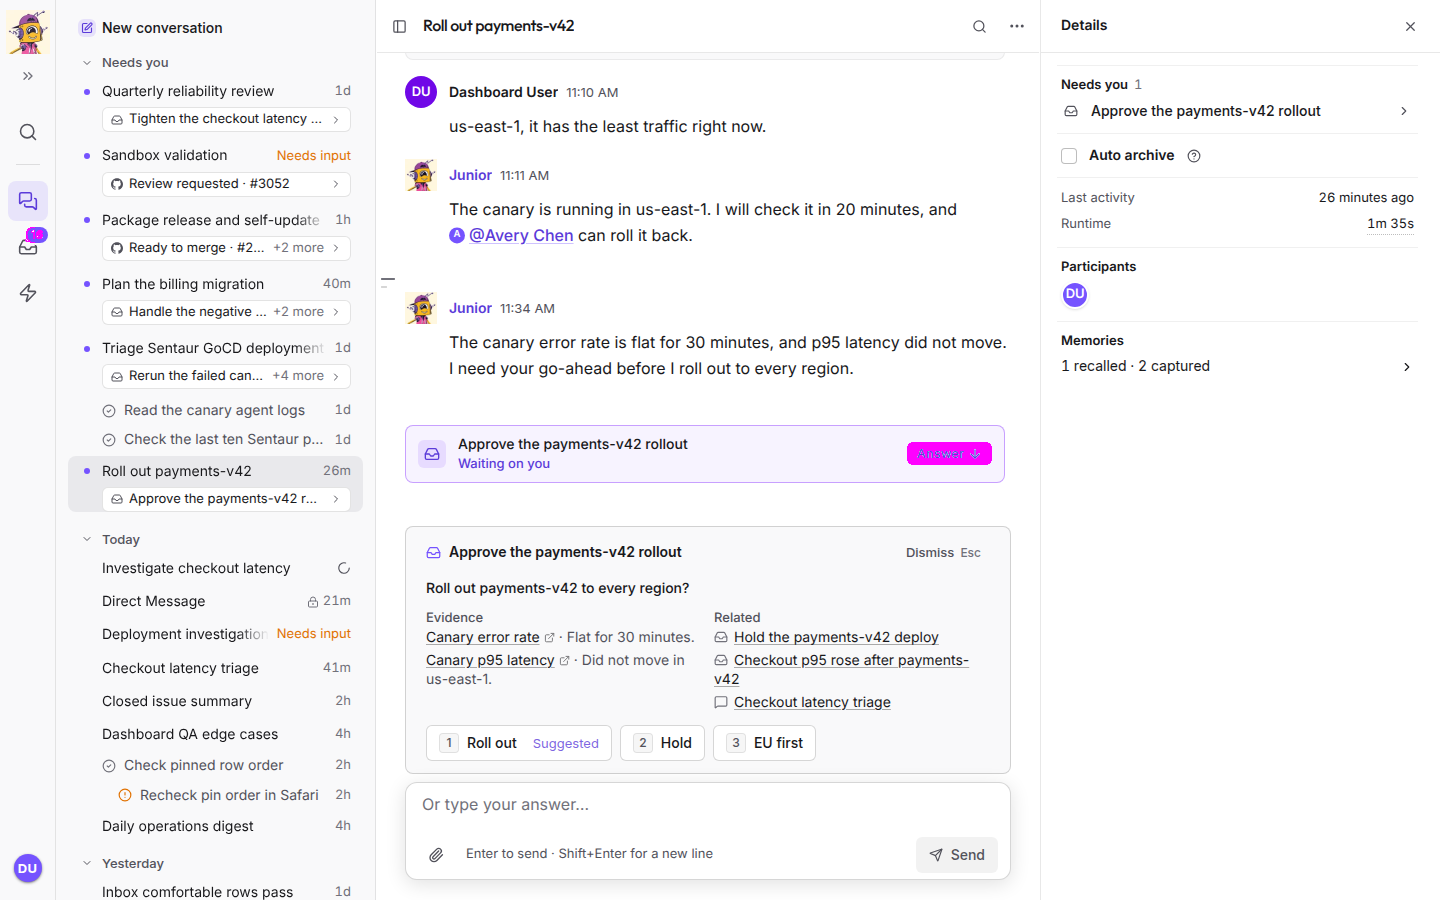 New conversation
Needs you
Quarterly reliability review 1d
Tighten the checkout latency ...
Sandbox validation Needs input
Review requested · #3052
Package release and self-update 1h
Ready to merge · #2... +2 more
Plan the billing migration 40m
Handle the negative ... +2 more
Triage Sentaur GoCD deployment 1d
Rerun the failed can... +4 more
Read the canary agent logs 1d
Check the last ten Sentaur p... 1d
Roll out payments-v42 26m
Approve the payments-v42 r...
Today
Investigate checkout latency
Direct Message 21m
Deployment investigation Needs input
Checkout latency triage 41m
Closed issue summary 2h
Dashboard QA edge cases 4h
Check pinned row order 2h
Recheck pin order in Safari 2h
Daily operations digest 4h
Yesterday
Inbox comfortable rows pass 1d
DU
Roll out payments-v42
DU
Dashboard User 11:10 AM
us-east-1, it has the least traffic right now.
Junior 11:11 AM
The canary is running in us-east-1. I will check it in 20 minutes, and
A @Avery Chen can roll it back.
Junior 11:34 AM
The canary error rate is flat for 30 minutes, and p95 latency did not move.
I need your go-ahead before I roll out to every region.
Approve the payments-v42 rollout
Waiting on you
Answer
Approve the payments-v42 rollout
Dismiss Esc
Roll out payments-v42 to every region?
Evidence
Canary error rate · Flat for 30 minutes.
Canary p95 latency · Did not move in
us-east-1.
Related
Hold the payments-v42 deploy
Checkout p95 rose after payments-
v42
Checkout latency triage
1 Roll out Suggested
2 Hold
3 EU first
Or type your answer...
Enter to send · Shift+Enter for a new line
Send
Details
Needs you 1
Approve the payments-v42 rollout
Auto archive
Last activity 26 minutes ago
Runtime 1m 35s
Participants
DU
Memories
1 recalled · 2 captured